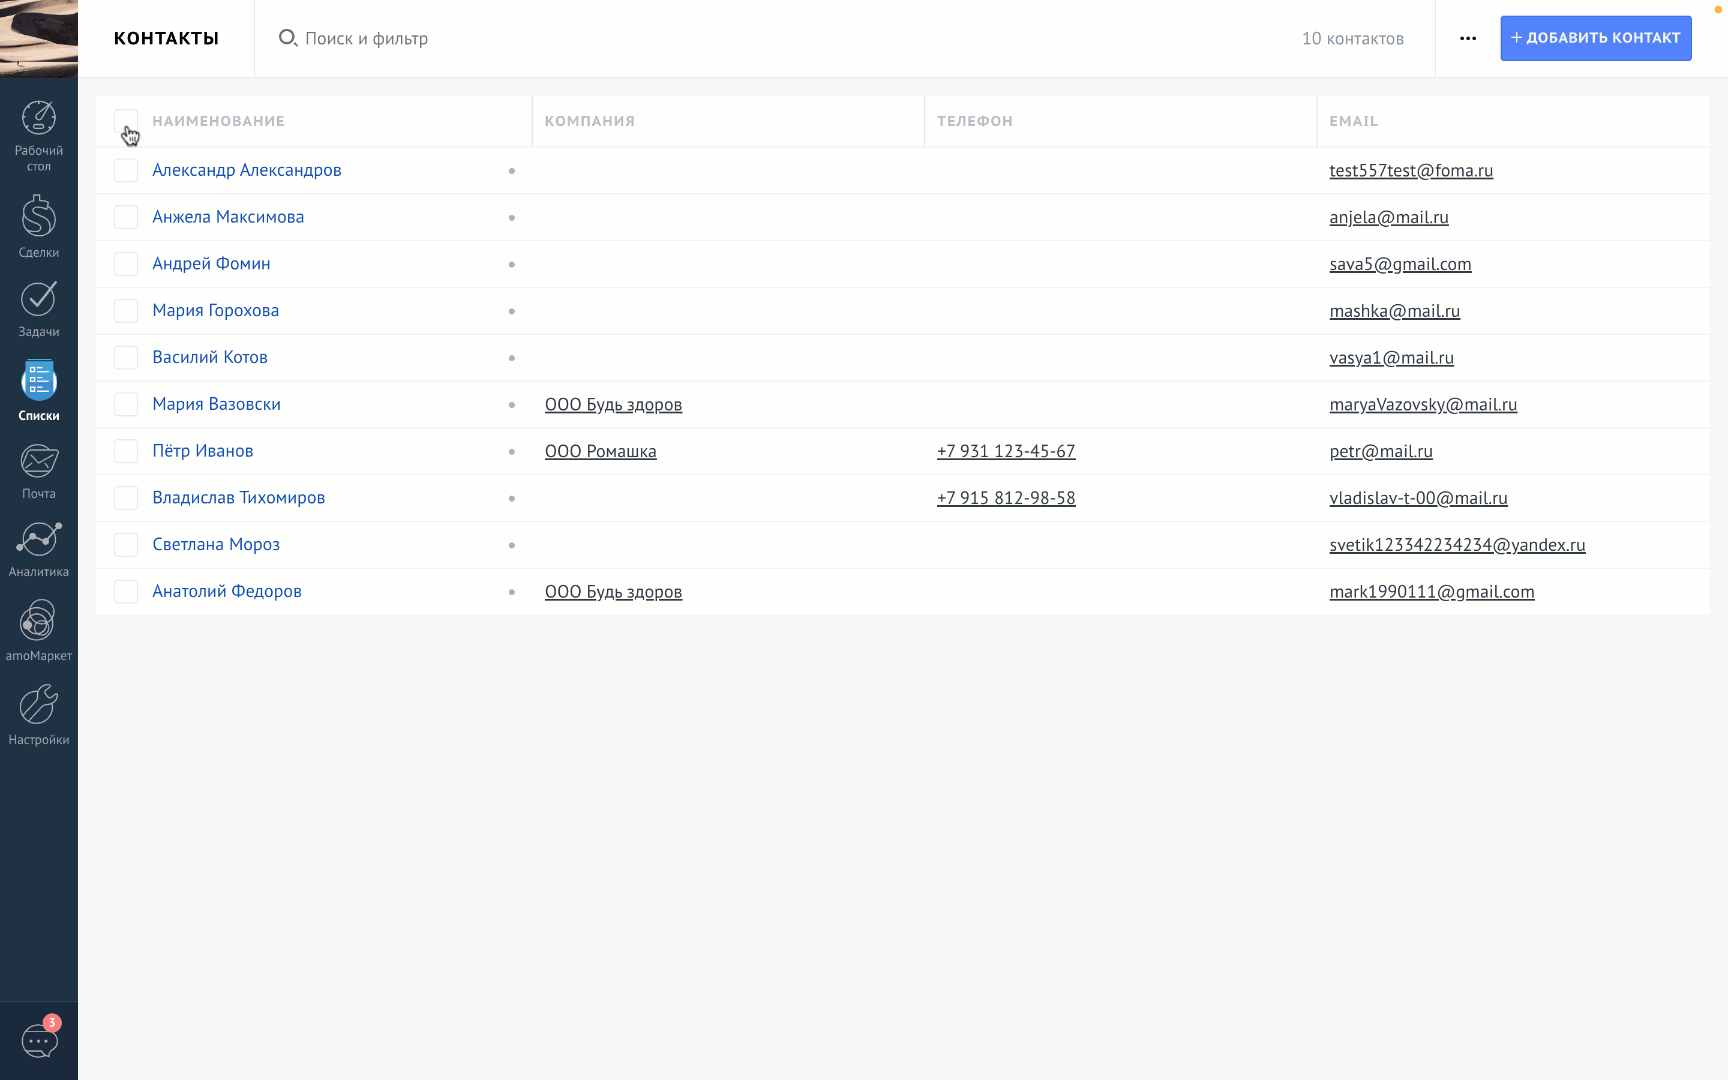 КОНТАКТЫ
Поиск и фильтр
10 контактов
+ ДОБАВИТЬ КОНТАКТ
Рабочий
стол
Сделки
Задачи
Списки
Почта
Аналитика
amoМаркет
Настройки
3
НАИМЕНОВАНИЕ КОМПАНИЯ ТЕЛЕФОН EMAIL
Александр Александров test557test@foma.ru
Анжела Максимова anjela@mail.ru
Андрей Фомин sava5@gmail.com
Мария Горохова mashka@mail.ru
Василий Котов vasya1@mail.ru
Мария Вазовски ООО Будь здоров maryaVazovsky@mail.ru
Пётр Иванов ООО Ромашка +7 931 123-45-67 petr@mail.ru
Владислав Тихомиров +7 915 812-98-58 vladislav-t-00@mail.ru
Светлана Мороз svetik123342234234@yandex.ru
Анатолий Федоров ООО Будь здоров mark1990111@gmail.com